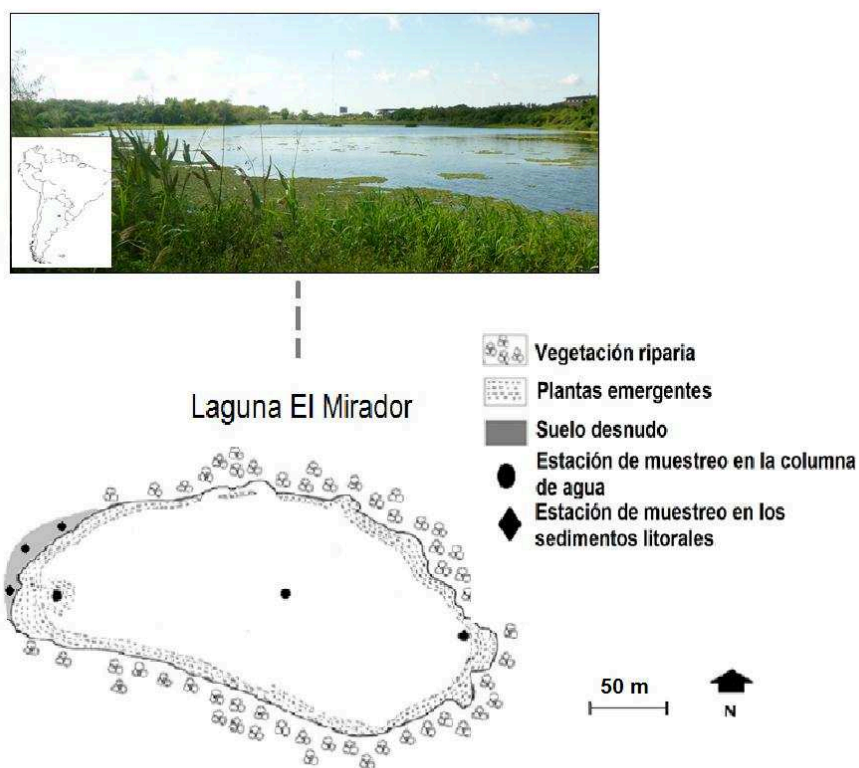 Laguna El Mirador
Vegetación riparia
Plantas emergentes
Suelo desnudo
Estación de muestreo en la columna
de agua
Estación de muestreo en los
sedimentos litorales
50 m
N